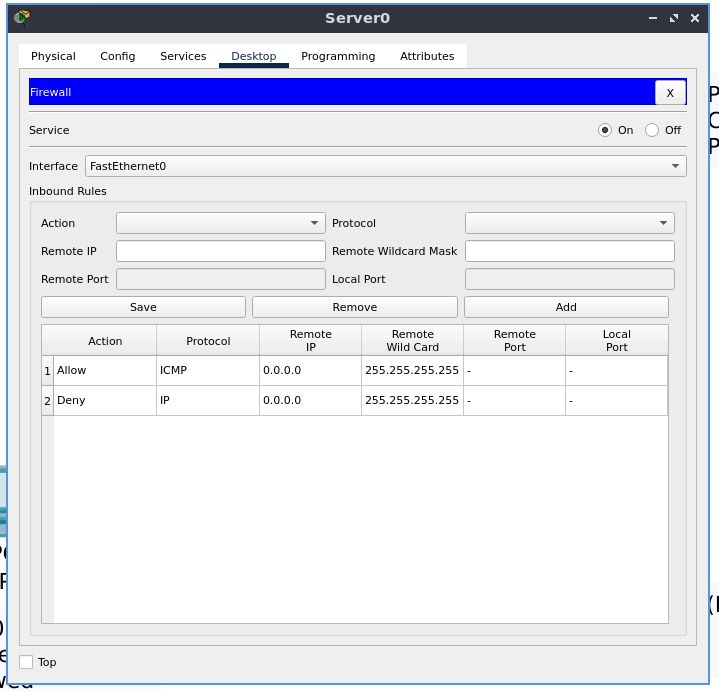 Server0
Physical Config Services Desktop Programming Attributes
Firewall X
Service On Off
Interface FastEthernet0
Inbound Rules
Action Protocol
Remote IP Remote Wildcard Mask
Remote Port Local Port
Save Remove Add
Action Protocol Remote IP Remote Wild Card Remote Port Local Port
1 Allow ICMP 0.0.0.0 255.255.255.255 - -
2 Deny IP 0.0.0.0 255.255.255.255 - -
Top